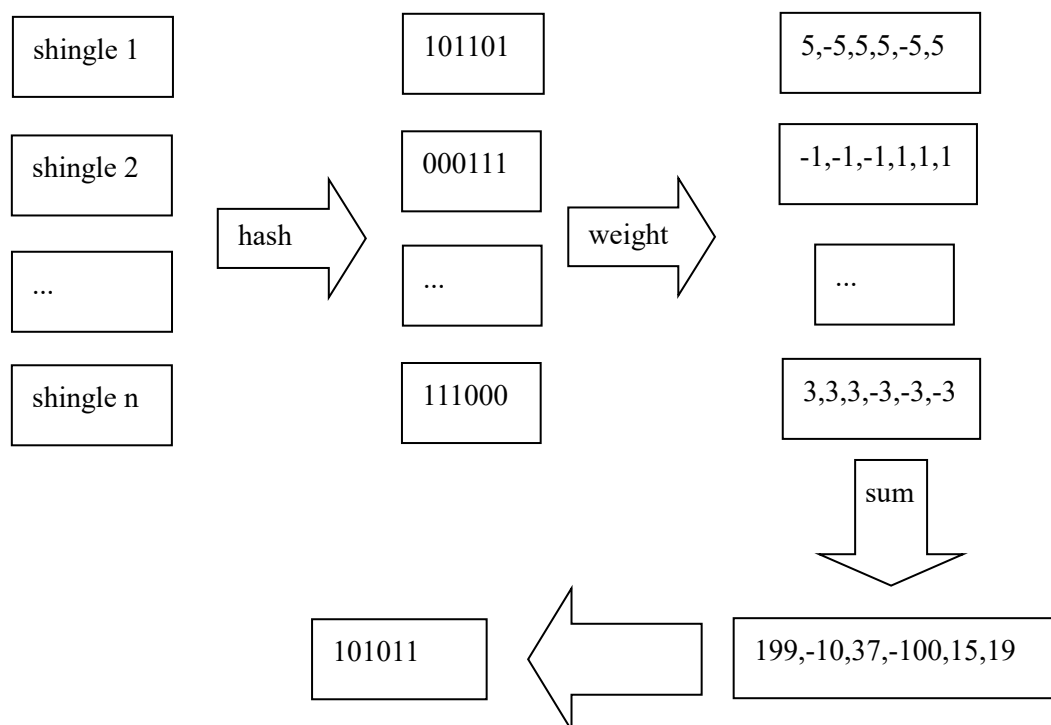 shingle 1
101101
5,-5,5,5,-5,5
shingle 2
000111
-1,-1,-1,1,1,1
hash
weight
...
...
...
shingle n
111000
3,3,3,-3,-3,-3
sum
101011
199,-10,37,-100,15,19